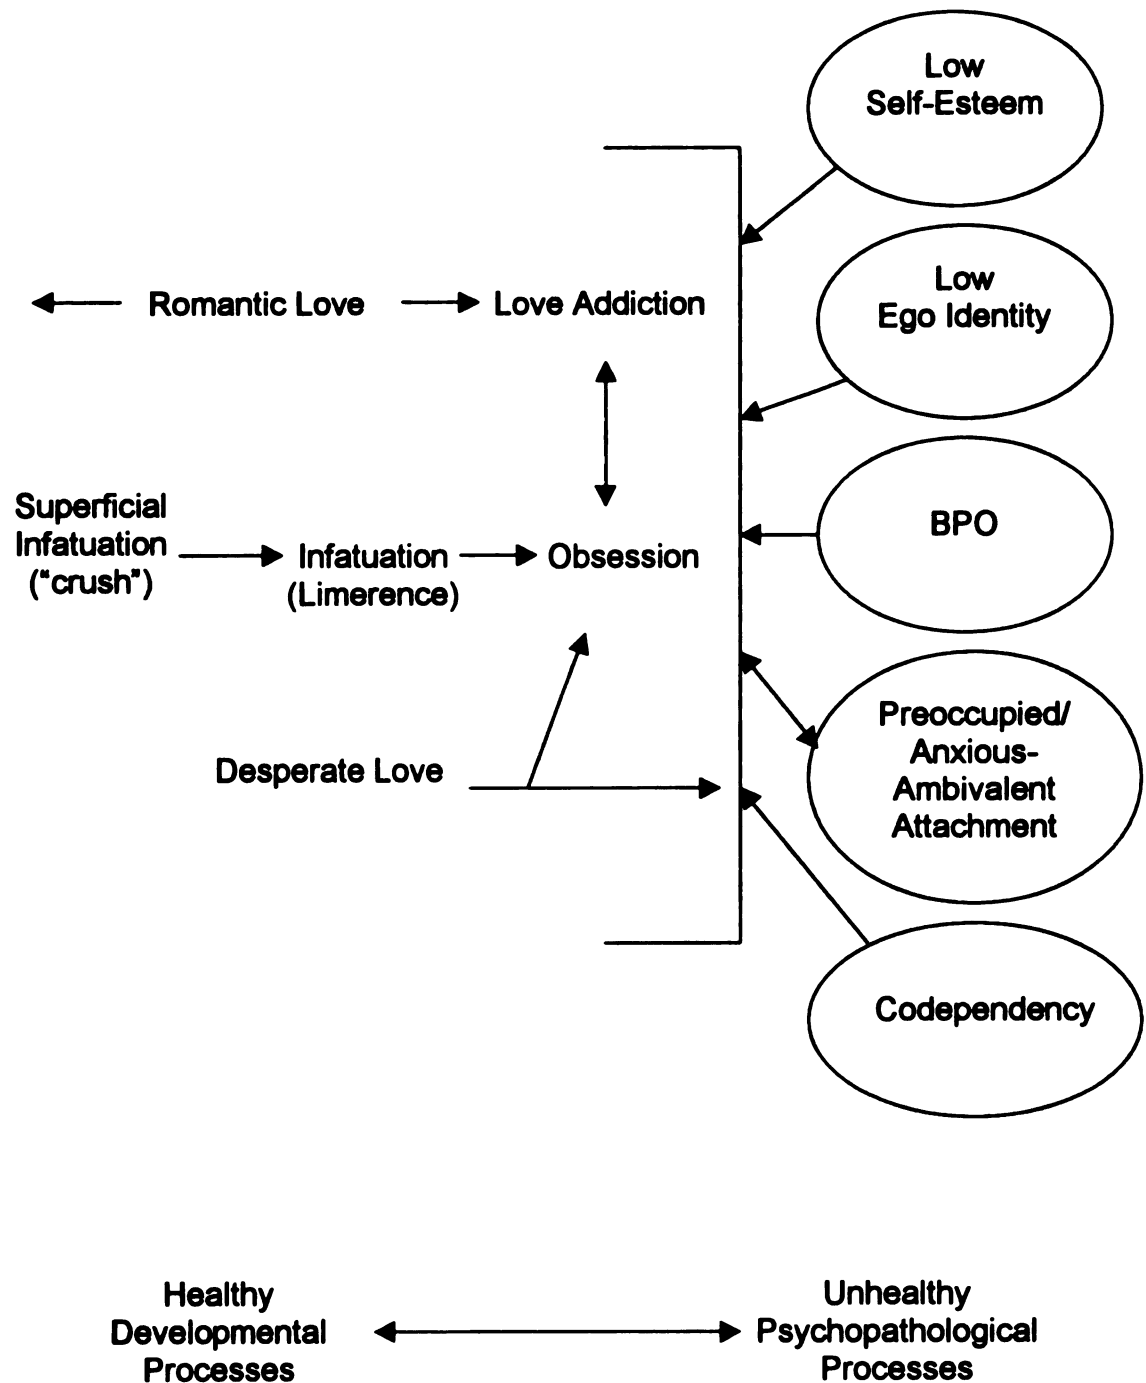 Low
Self-Esteem
Low
Ego Identity
Romantic Love
Love Addiction
BPO
Superficial
Infatuation
("crush")
Infatuation
(Limerence)
Obsession
Preoccupied/
Anxious-
Ambivalent
Attachment
Desperate Love
Codependency
Healthy
Developmental
Processes
Unhealthy
Psychopathological
Processes